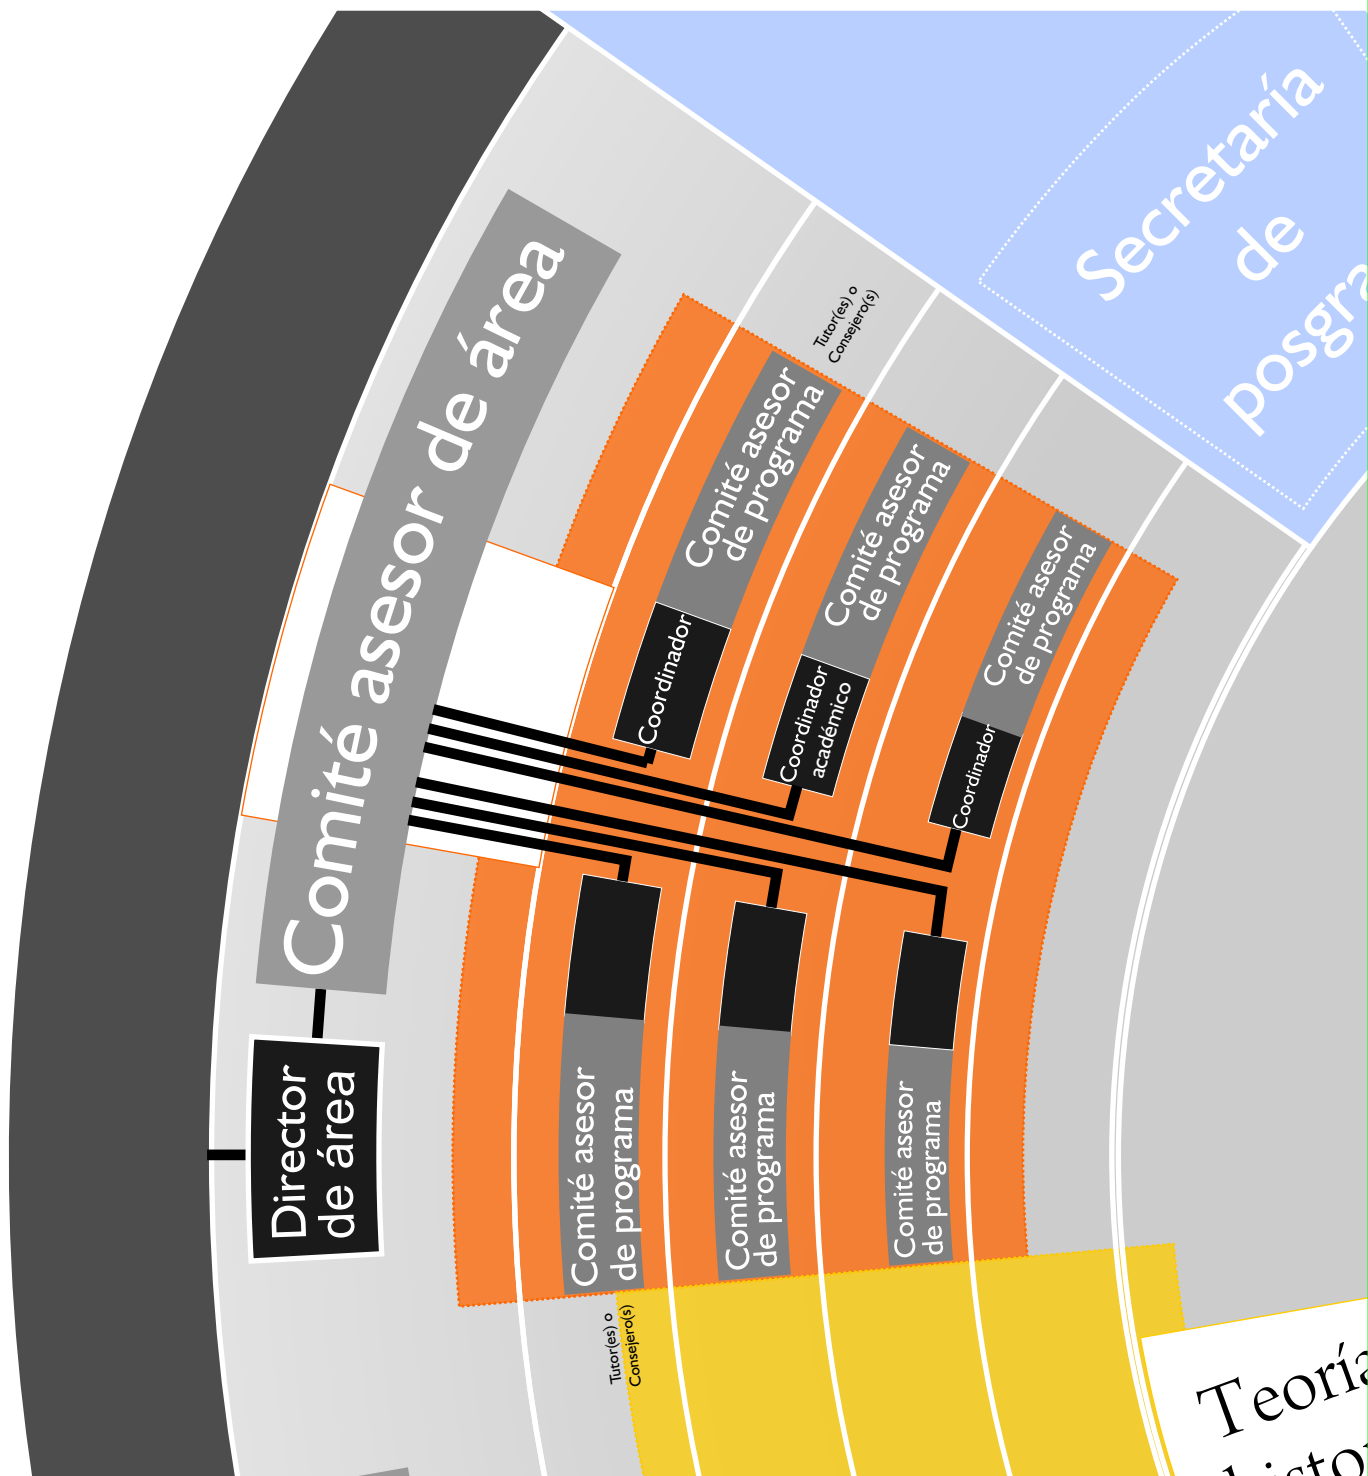 Secretaría
de
Comité asesor de área
Director
de área
Tutor(es) o
Consejero(s)
Comité asesor
de programa
Coordinador
Comité asesor
de programa
Coordinador
académico
Comité asesor
de programa
Coordinador
Comité asesor
de programa
Comité asesor
de programa
Comité asesor
de programa
Tutor(es) o
Consejero(s)
Teoría